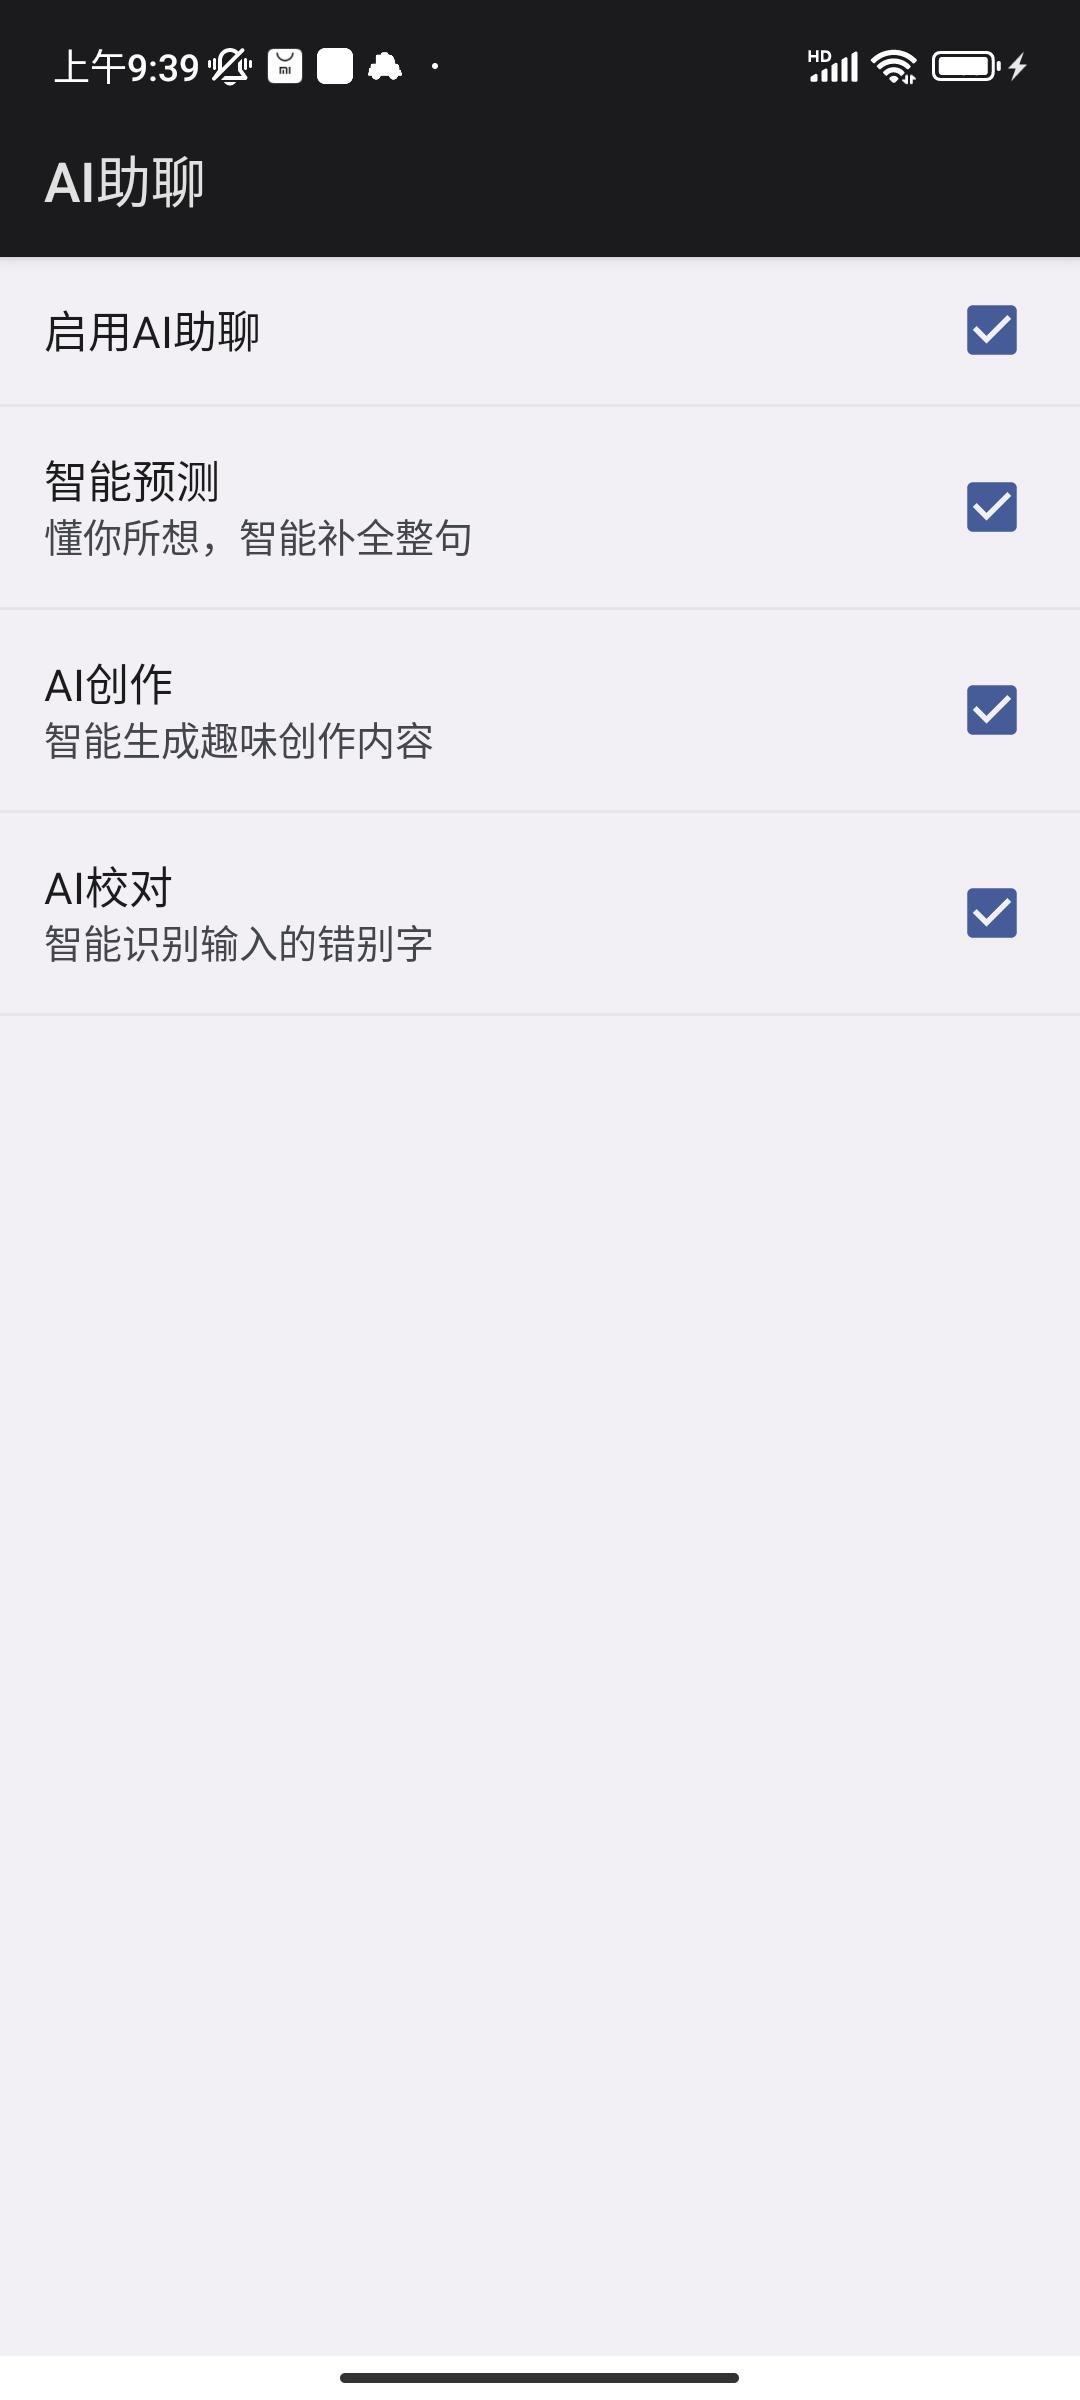 上午9:39
HD
AI助聊
启用AI助聊
智能预测
懂你所想，智能补全整句
AI创作
智能生成趣味创作内容
AI校对
智能识别输入的错别字